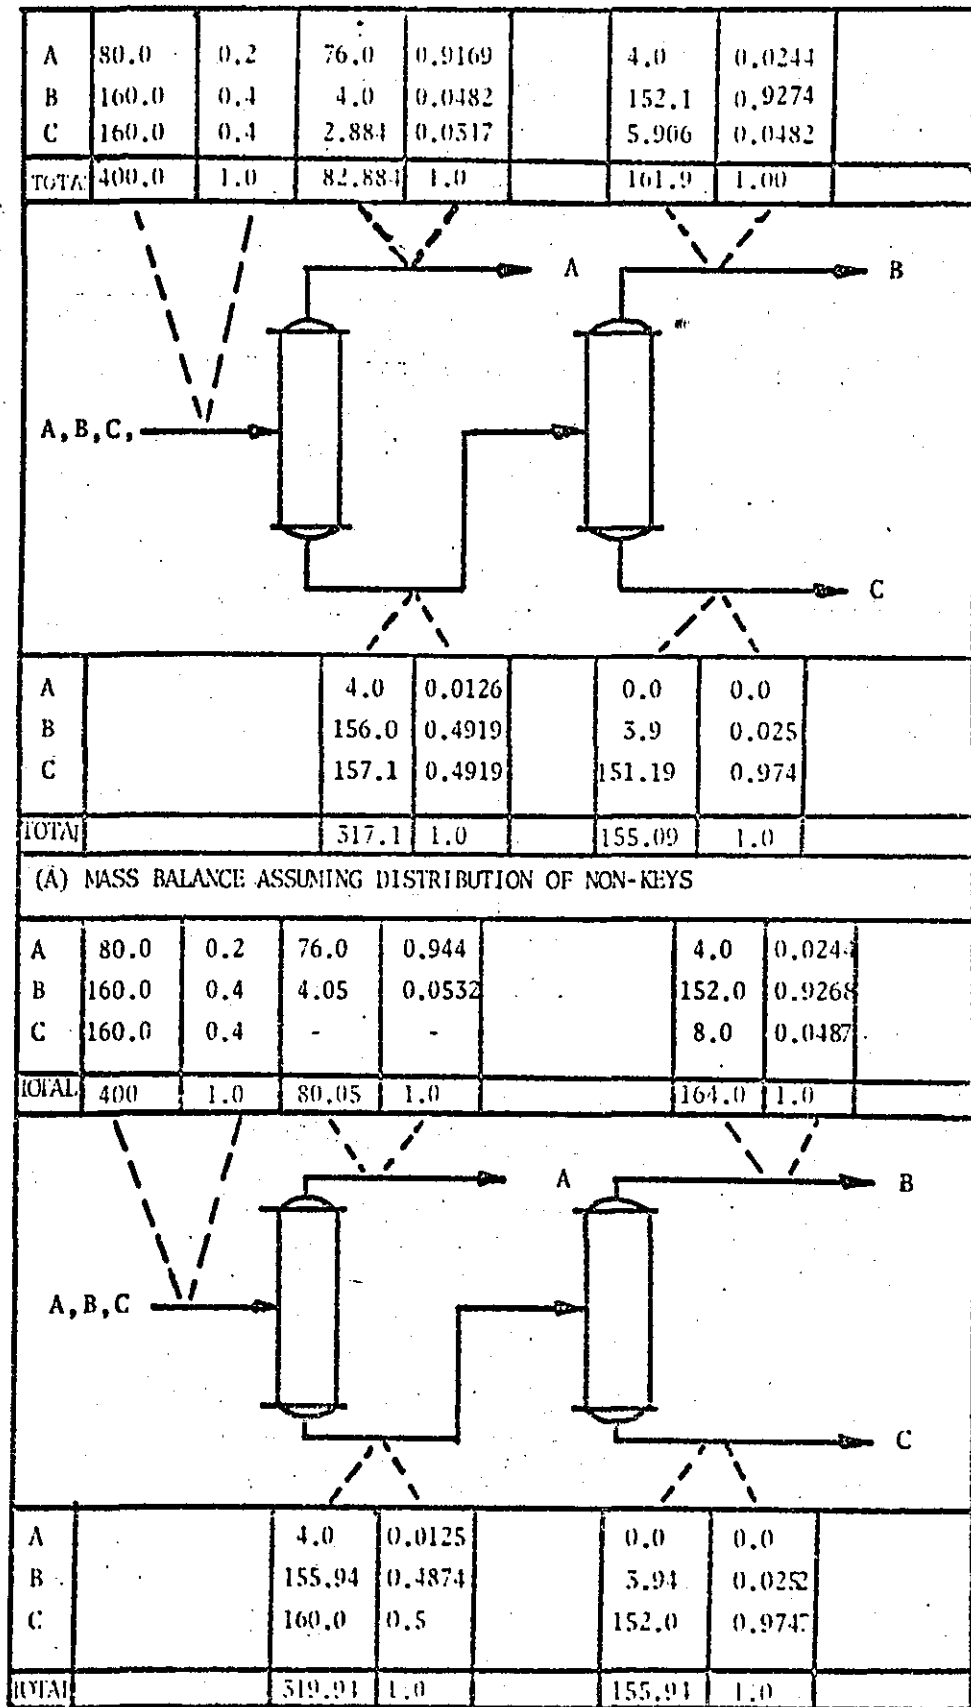 A 80.0 0.2 76.0 0.9169 4.0 0.0244
B 160.0 0.4 4.0 0.0482 152.1 0.9274
C 160.0 0.4 2.884 0.0317 5.906 0.0482
TOTA 400.0 1.0 82.884 1.0 161.9 1.00
A B
A,B,C,
C
A 4.0 0.0126 0.0 0.0
B 156.0 0.4919 3.9 0.025
C 157.1 0.4919 151.19 0.974
TOTAL 317.1 1.0 155.09 1.0
(A) MASS BALANCE ASSUMING DISTRIBUTION OF NON-KEYS
A 80.0 0.2 76.0 0.944 4.0 0.0244
B 160.0 0.4 4.05 0.0532 152.0 0.9268
C 160.0 0.4 - - 8.0 0.0487
TOTAL 400 1.0 80.05 1.0 164.0 1.0
A B
A,B,C
C
A 4.0 0.0125 0.0 0.0
B 155.94 0.4874 3.94 0.0252
C 160.0 0.5 152.0 0.974
TOTAL 319.94 1.0 155.94 1.0